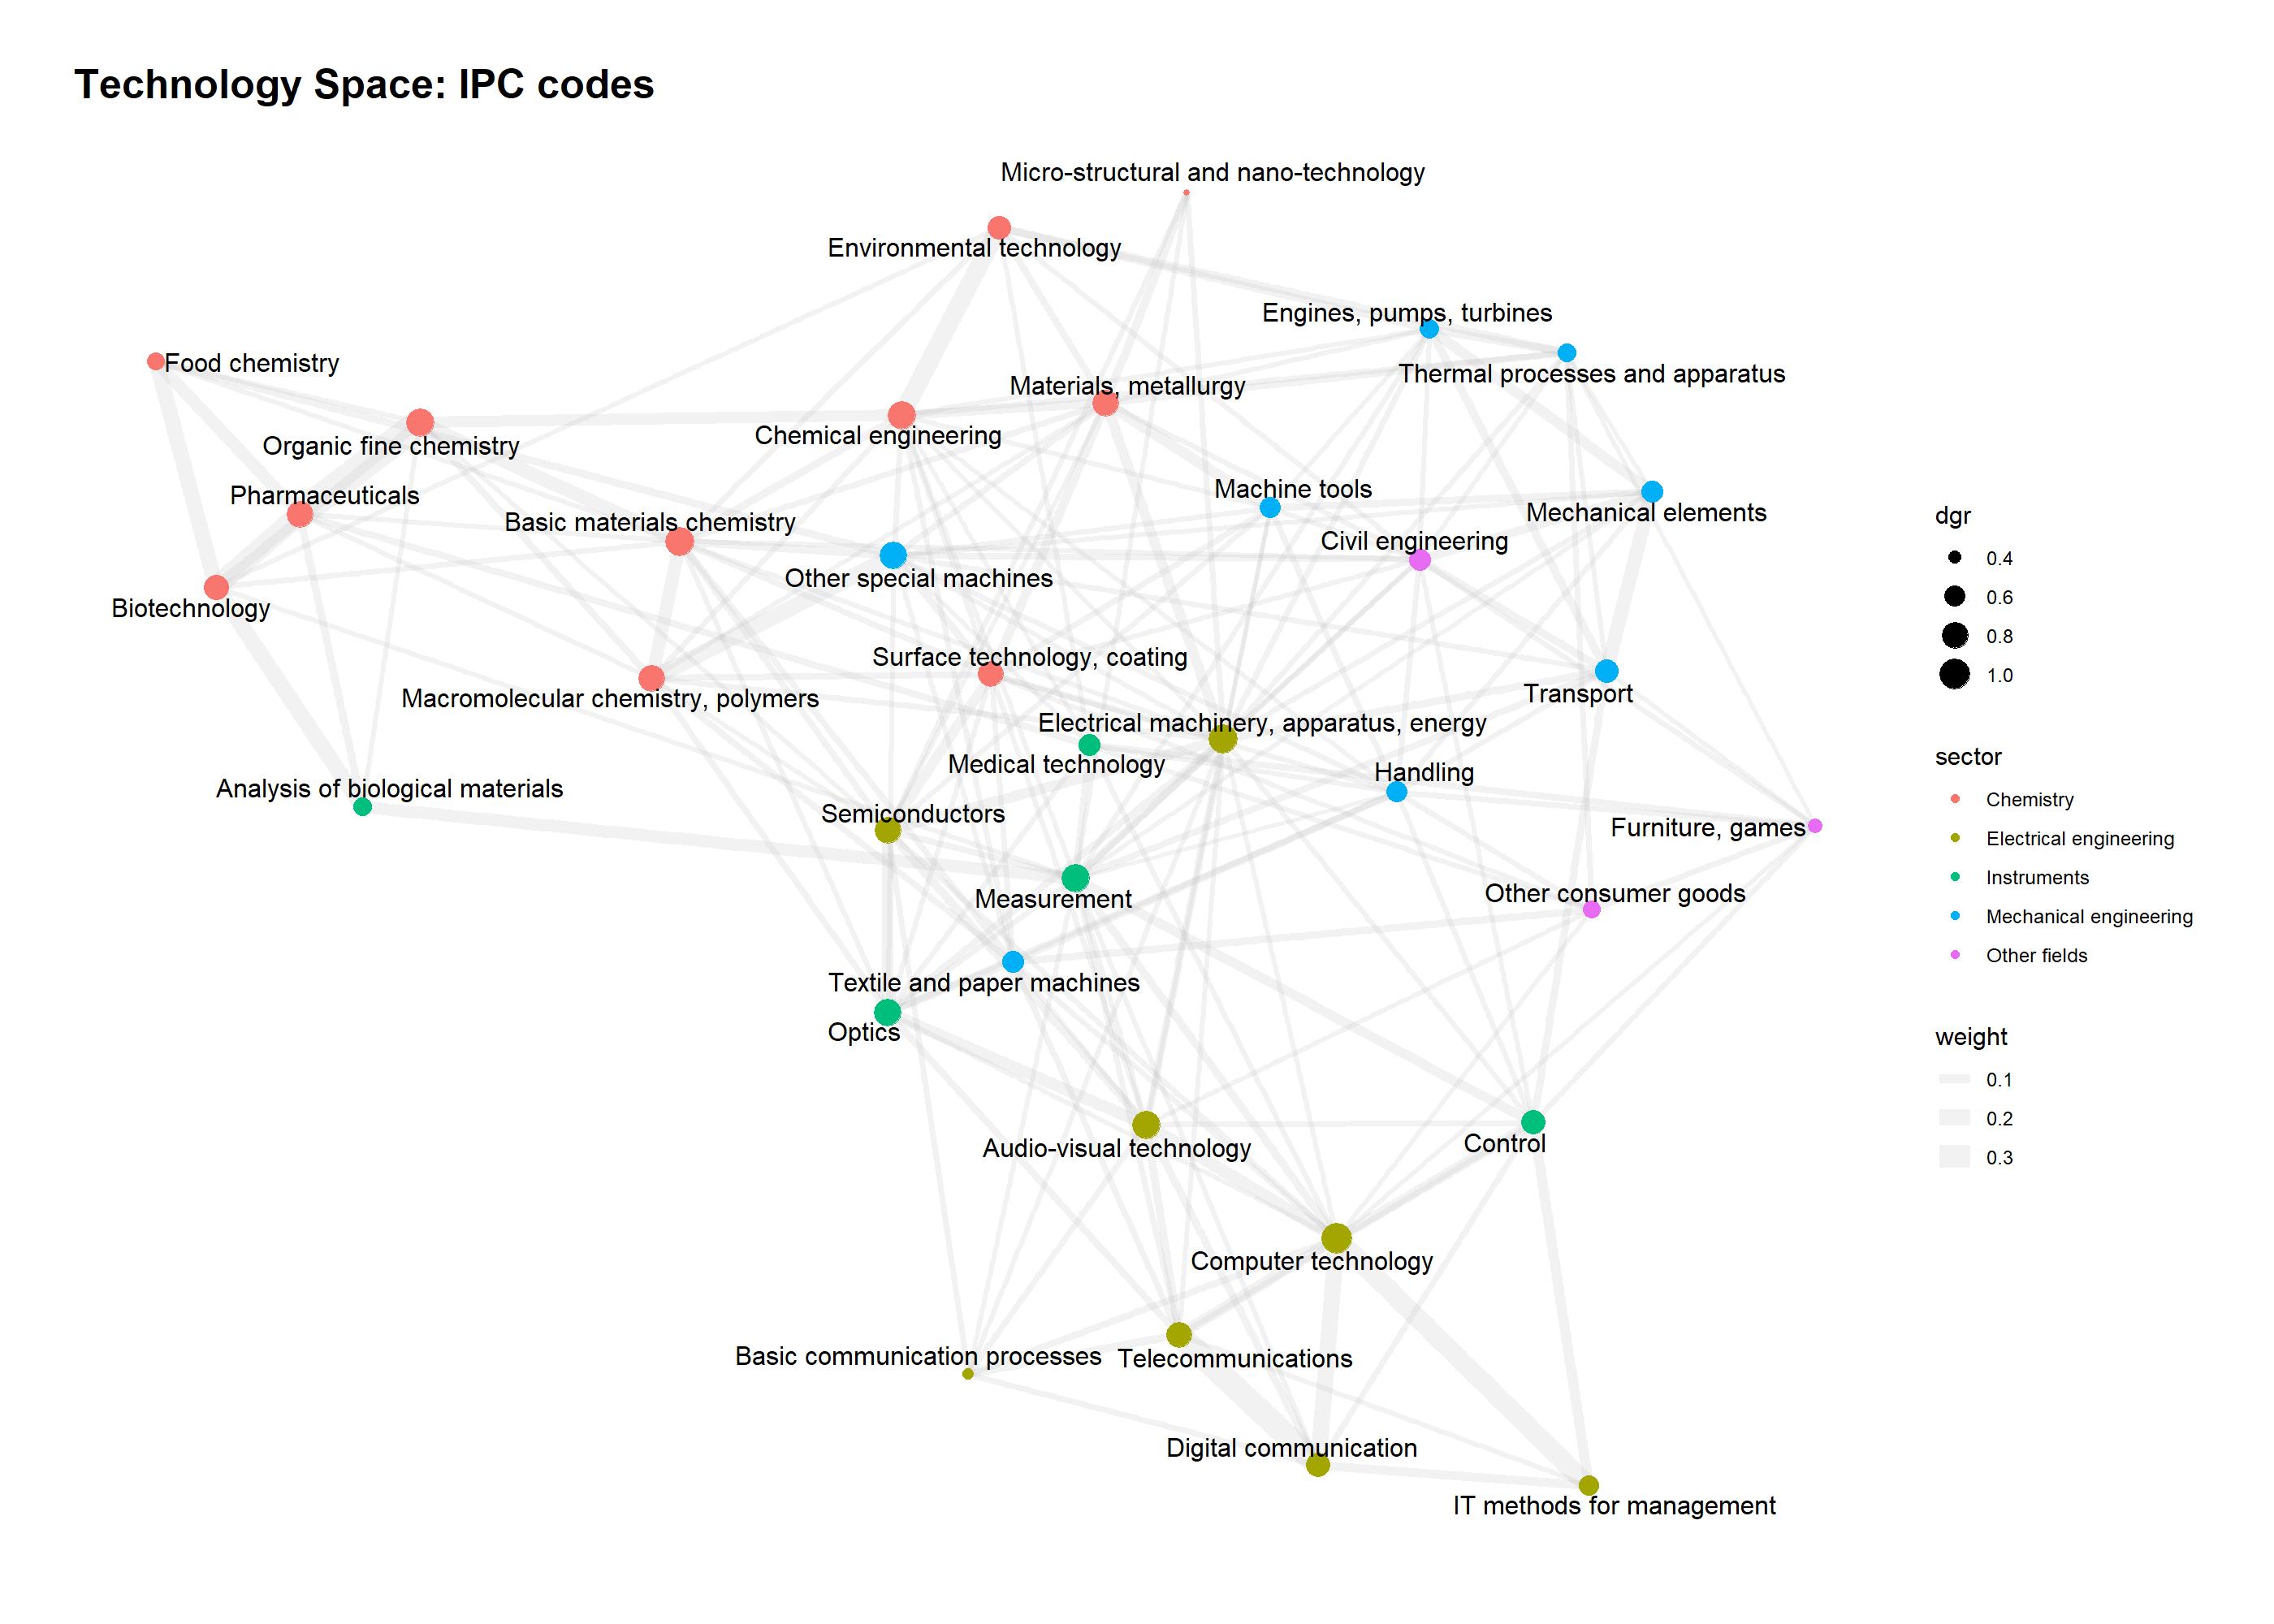 Technology Space: IPC codes
Micro-structural and nano-technology
Environmental technology
Engines, pumps, turbines
Food chemistry
Thermal processes and apparatus
Materials, metallurgy
Chemical engineering
Organic fine chemistry
Machine tools
Pharmaceuticals
Mechanical elements
Basic materials chemistry
Civil engineering
Other special machines
Biotechnology
Surface technology, coating
Transport
Macromolecular chemistry, polymers
Electrical machinery, apparatus, energy
Medical technology
Handling
Analysis of biological materials
Semiconductors
Furniture, games
Other consumer goods
Measurement
Textile and paper machines
Optics
Control
Audio-visual technology
Computer technology
Basic communication processes
Telecommunications
Digital communication
IT methods for management
dgr
0.4
0.6
0.8
1.0
sector
Chemistry
Electrical engineering
Instruments
Mechanical engineering
Other fields
weight
0.1
0.2
0.3